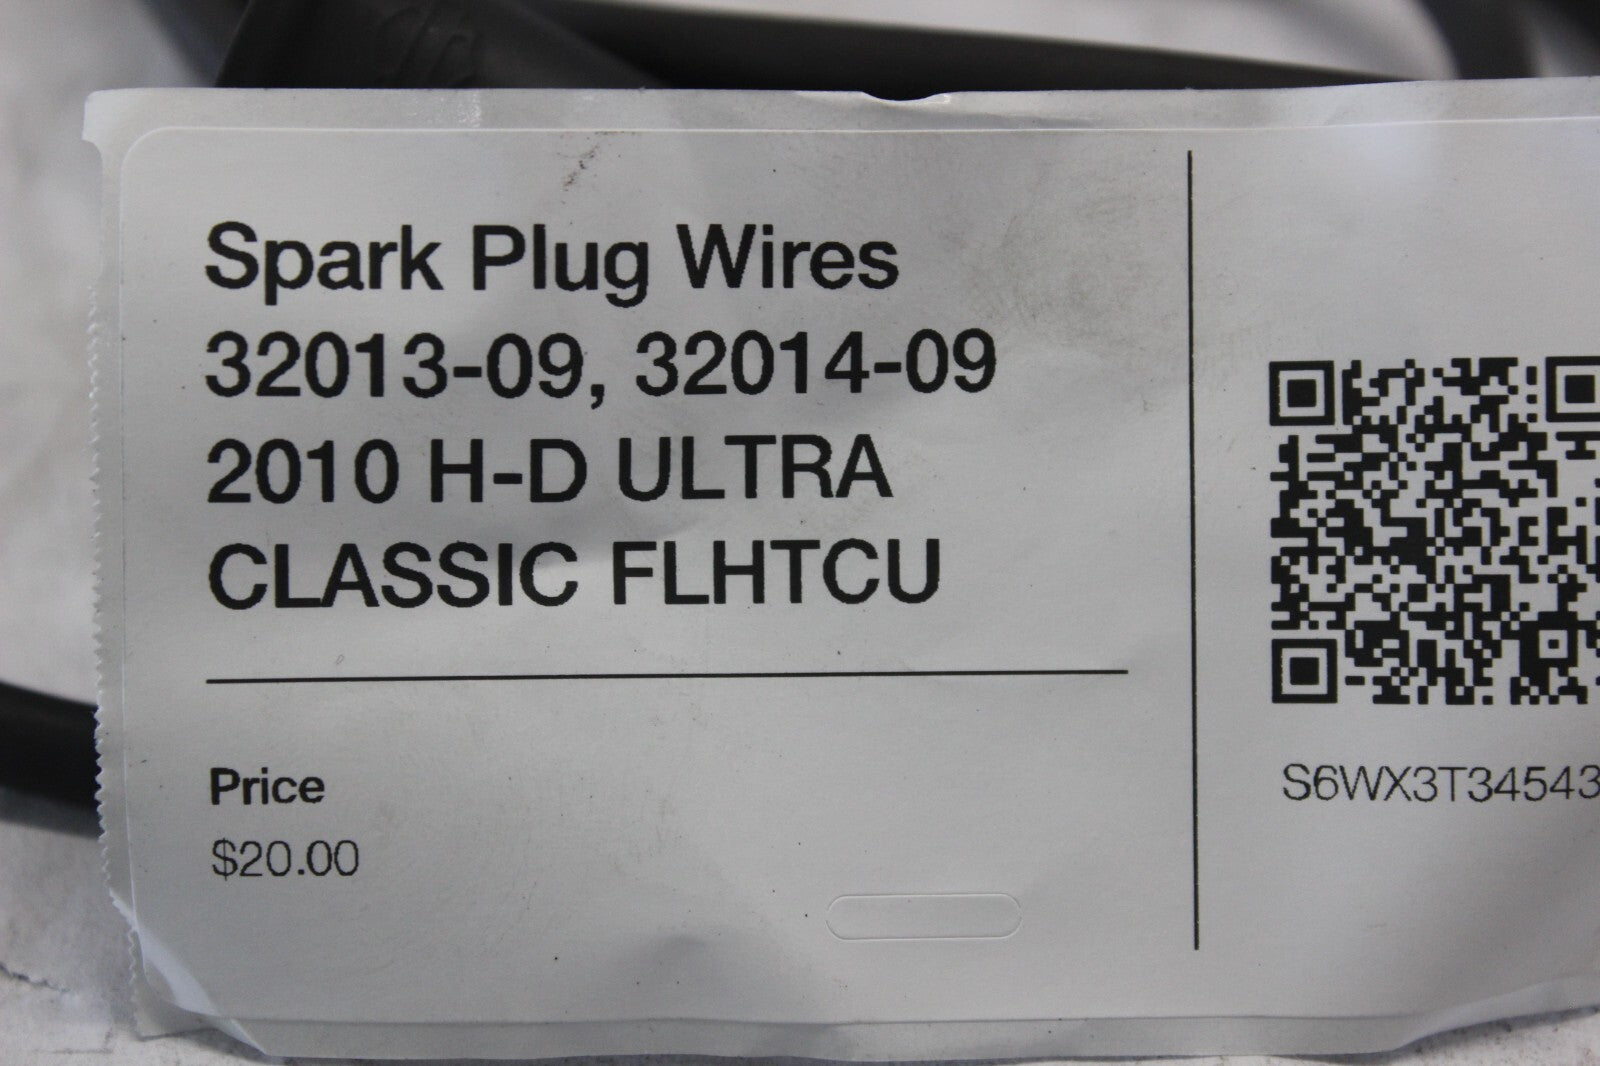 Spark Plug Wires
32013-09, 32014-09
2010 H-D ULTRA
CLASSIC FLHTCU
Price
$20.00
S6WX3T34543